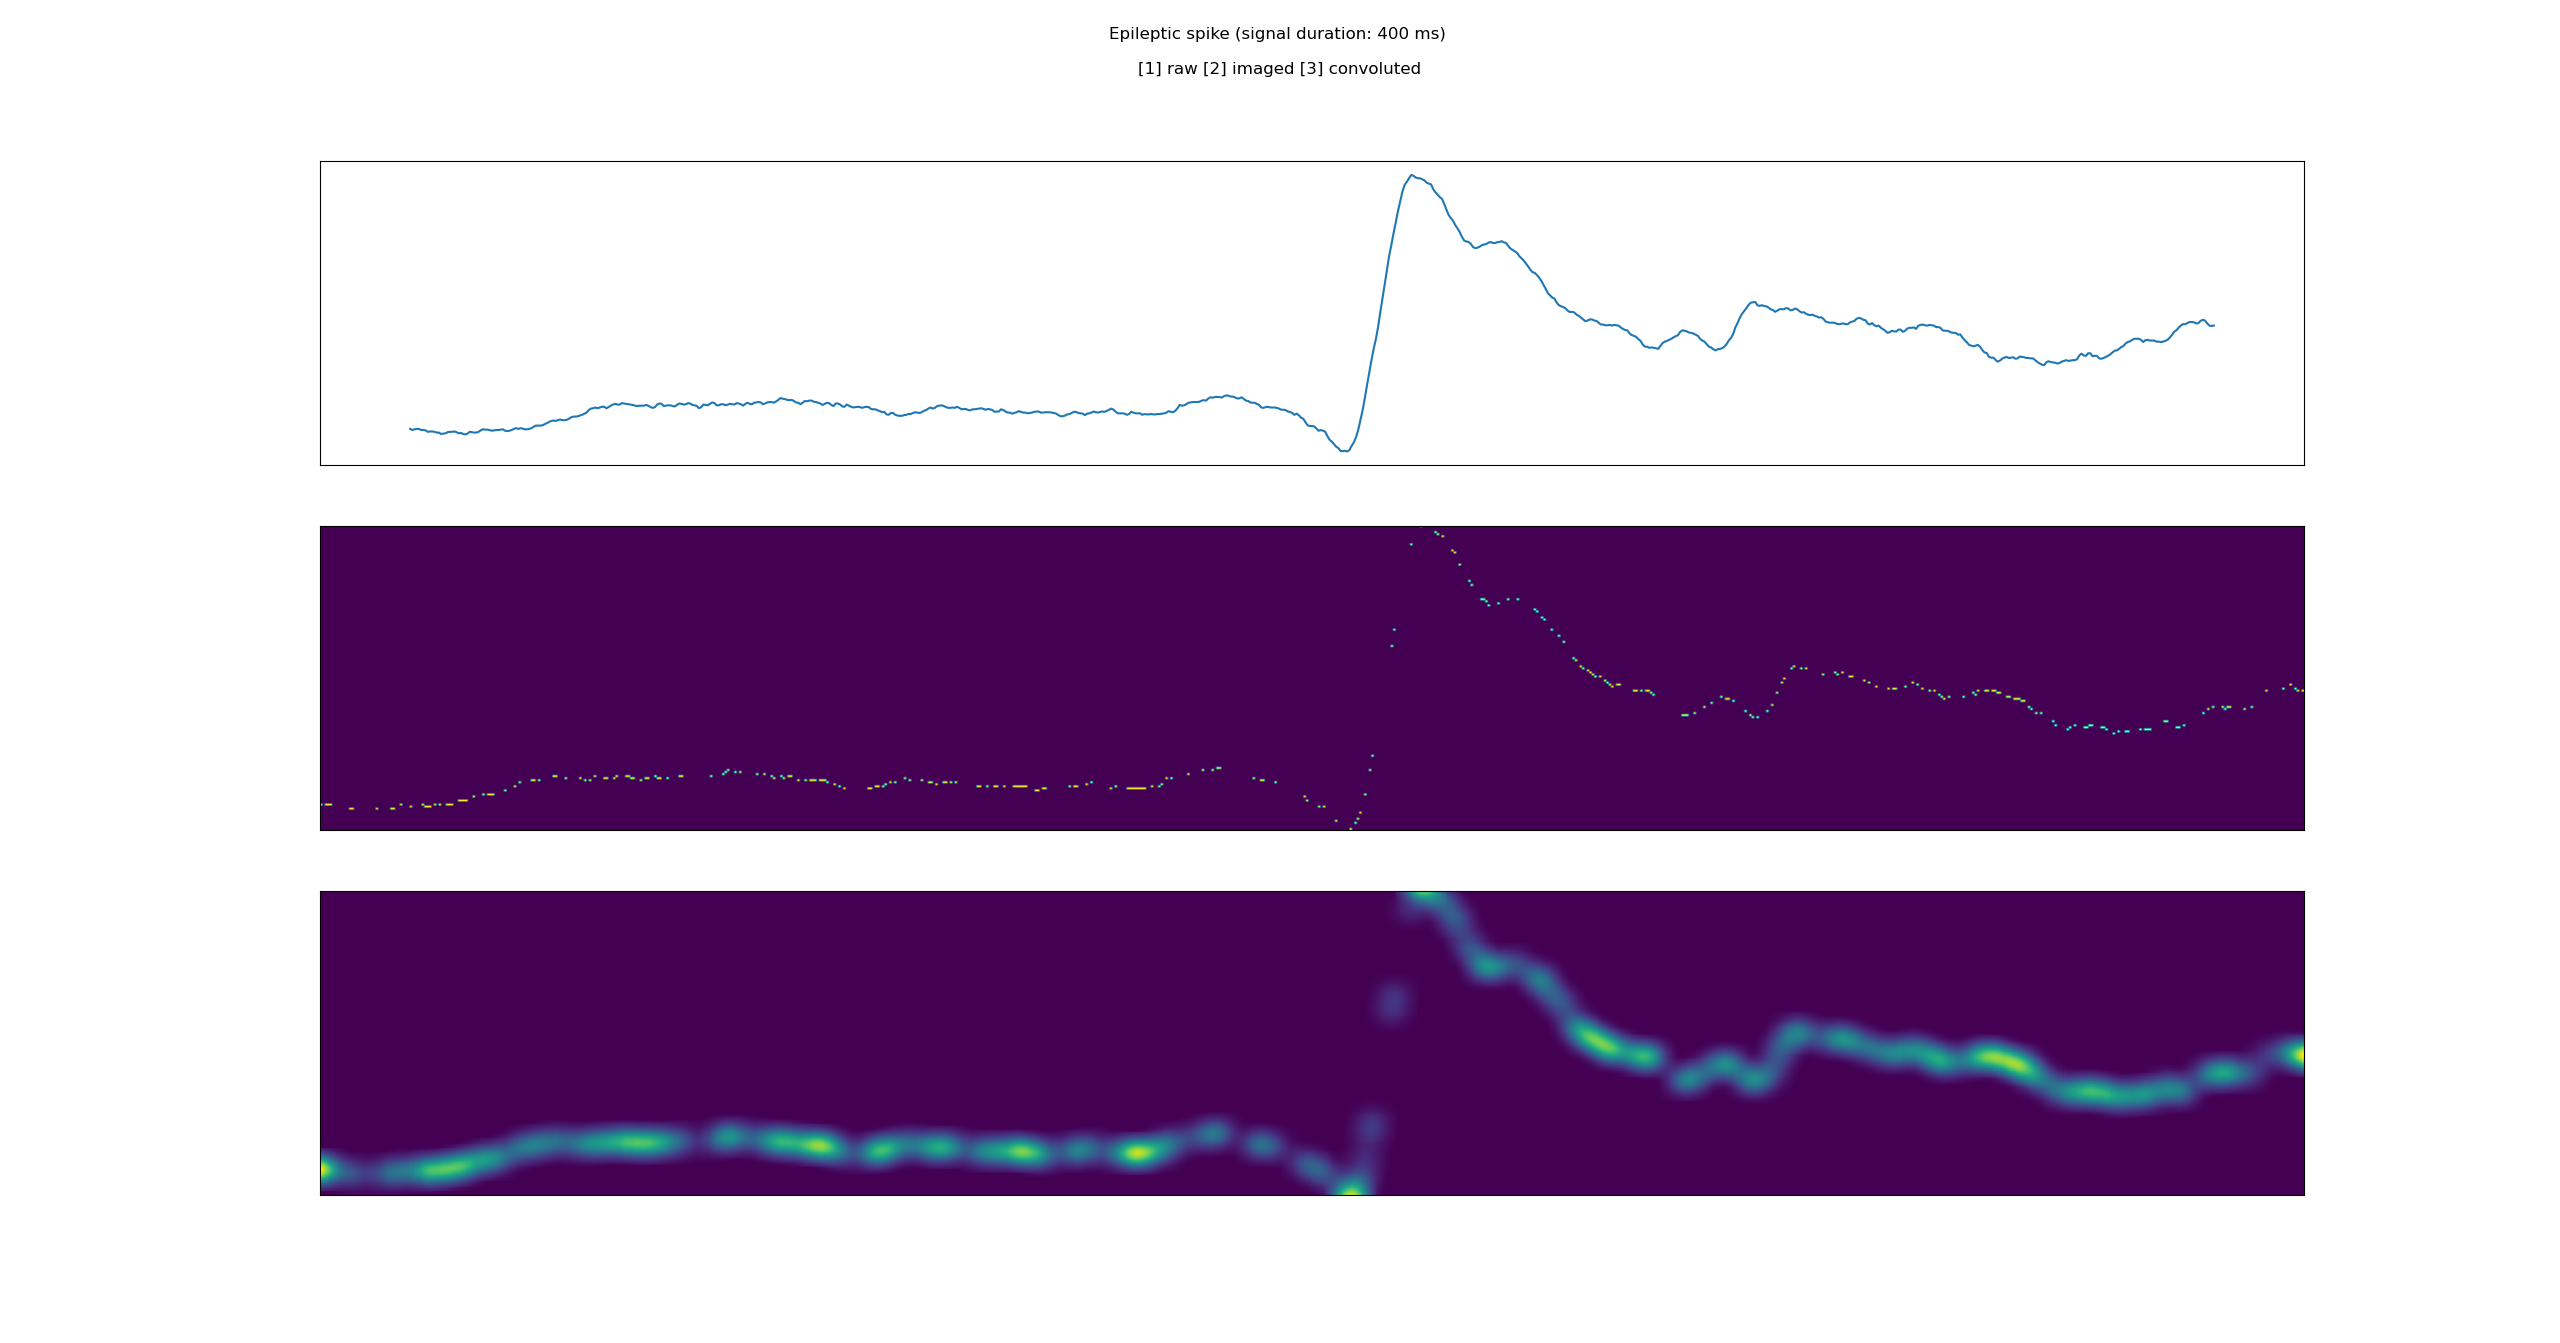 Epileptic spike (signal duration: 400 ms)
[1] raw [2] imaged [3] convoluted